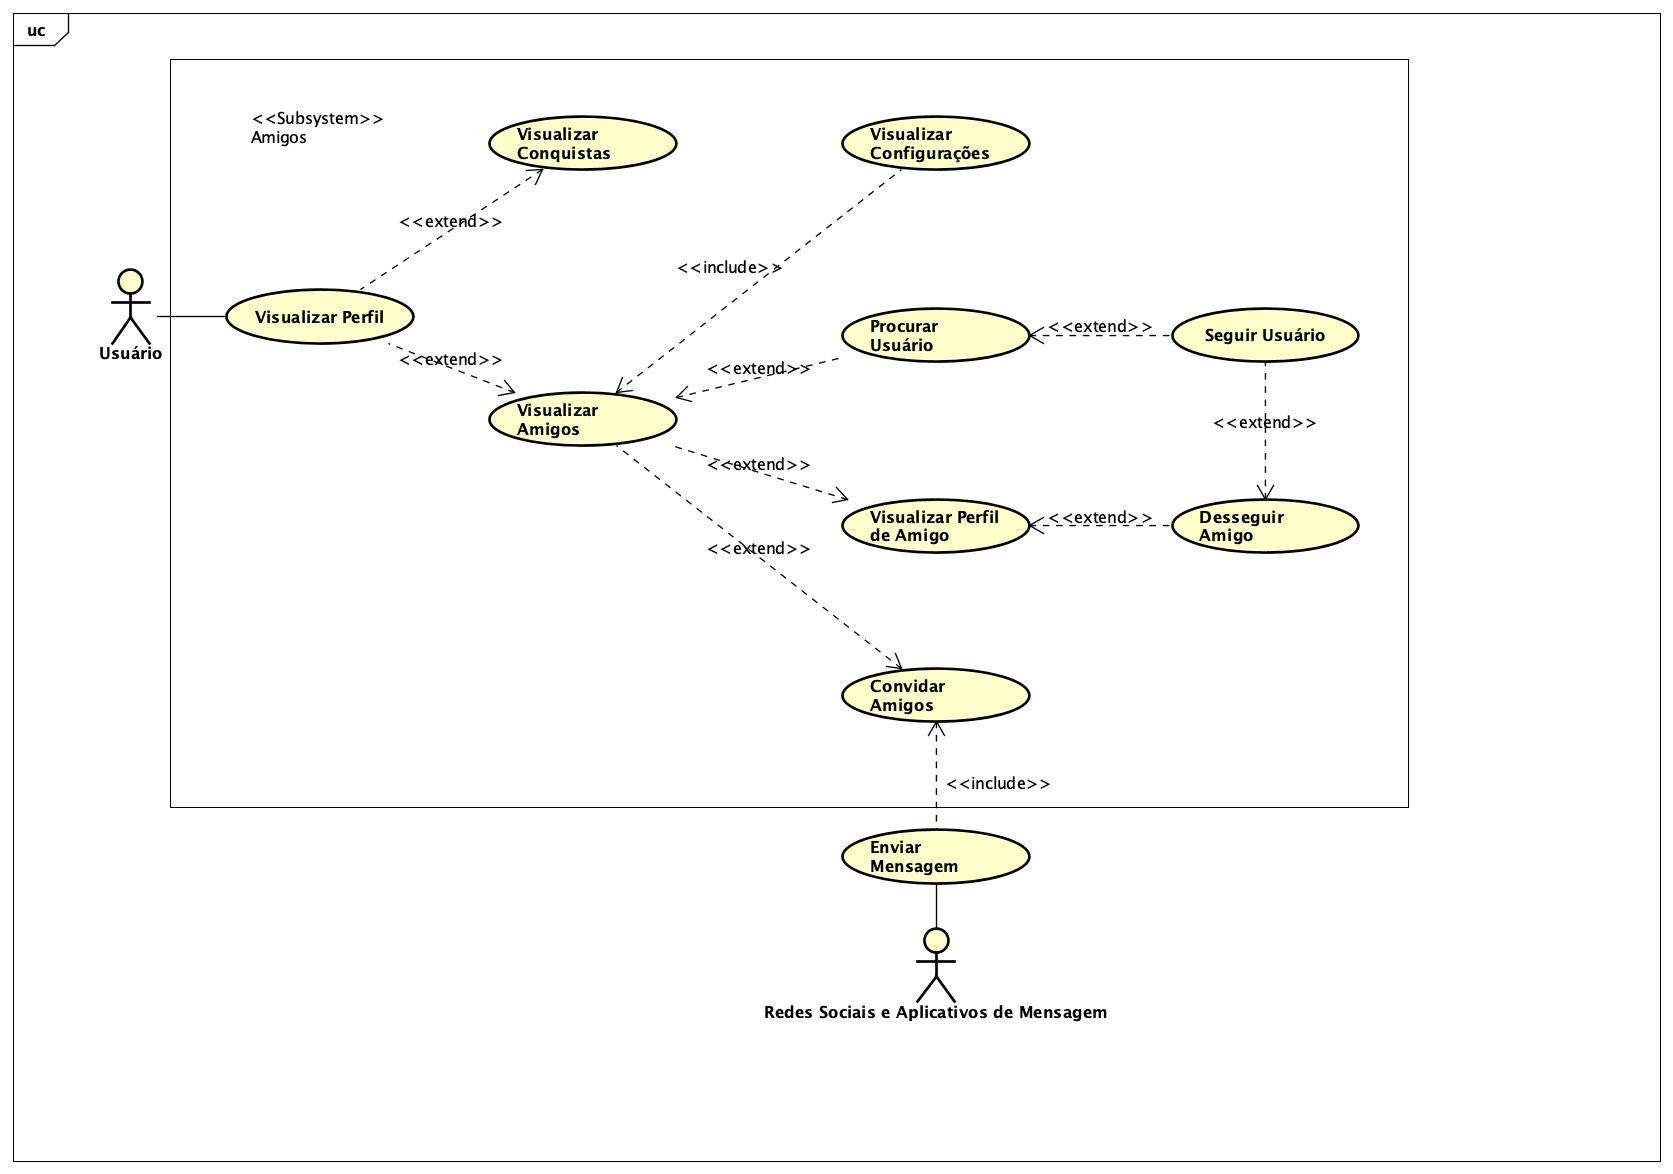 uc
<<Subsystem>>
Amigos
Visualizar
Conquistas
Visualizar
Configurações
<<extend>>
<<include>>
Visualizar Perfil
Usuário
<<extend>>
Procurar
Usuário
<<extend>>
Seguir Usuário
<<extend>>
Visualizar
Amigos
<<extend>>
<<extend>>
Visualizar Perfil
de Amigo
<<extend>>
Desseguir
Amigo
<<extend>>
Convidar
Amigos
<<include>>
Enviar
Mensagem
Redes Sociais e Aplicativos de Mensagem